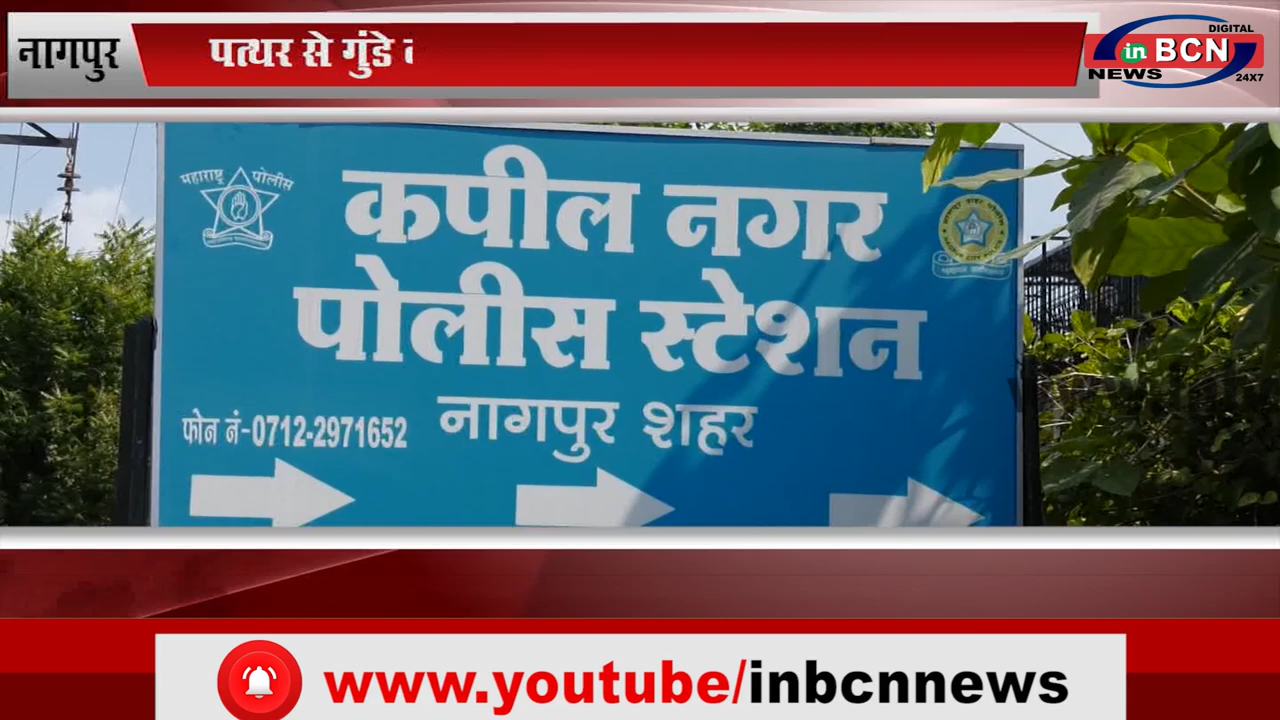 नागपुर
पत्थर से गुंडे
DIGITAL
in BCN
NEWS
24X7
महाराष्ट्र पोलीस
कपील नगर
पोलीस स्टेशन
नागपुर शहर
फोन नं-0712-2971652
www.youtube/inbcnnews